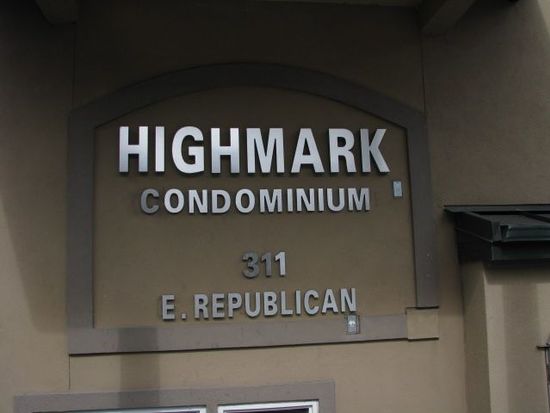 HIGHMARK
CONDOMINIUM
311
E. REPUBLICAN